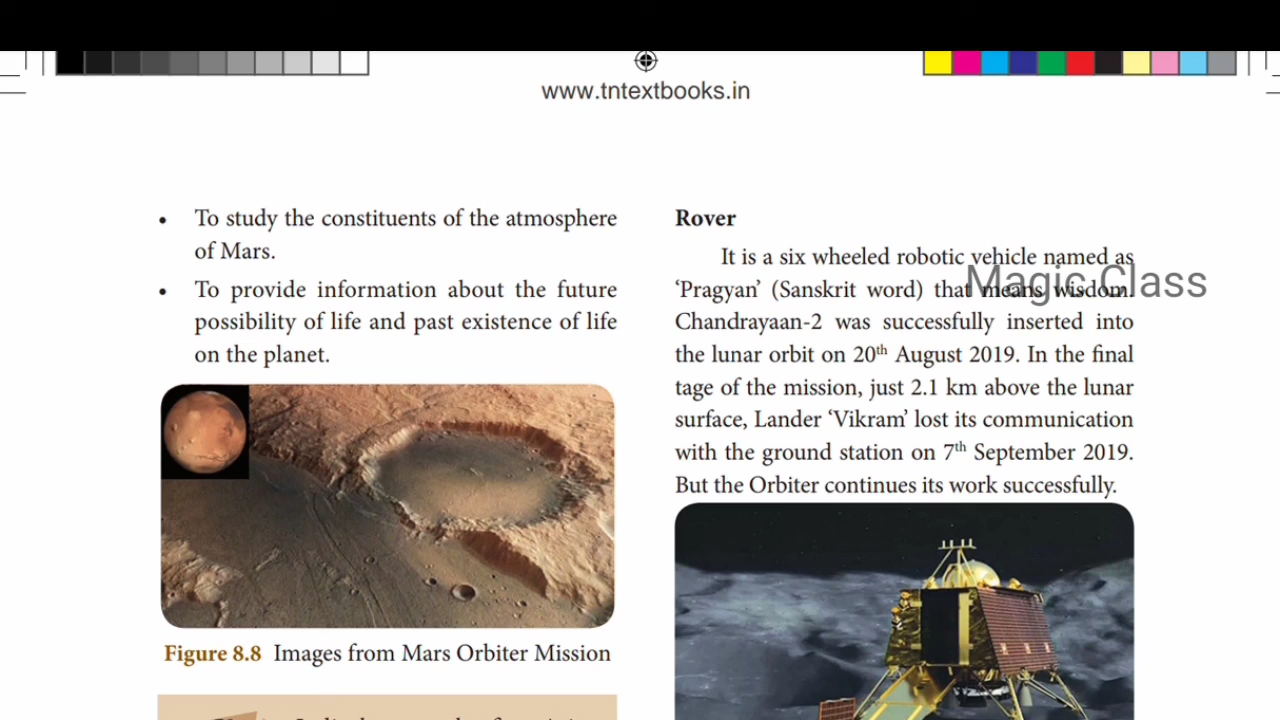 www.tntextbooks.in
• To study the constituents of the atmosphere
of Mars.
• To provide information about the future
possibility of life and past existence of life
on the planet.
Figure 8.8 Images from Mars Orbiter Mission
Rover
It is a six wheeled robotic vehicle named as
‘Pragyan’ (Sanskrit word) that means wisdom.
Chandrayaan-2 was successfully inserted into
the lunar orbit on 20th August 2019. In the final
tage of the mission, just 2.1 km above the lunar
surface, Lander ‘Vikram’ lost its communication
with the ground station on 7th September 2019.
But the Orbiter continues its work successfully.
Magic Class